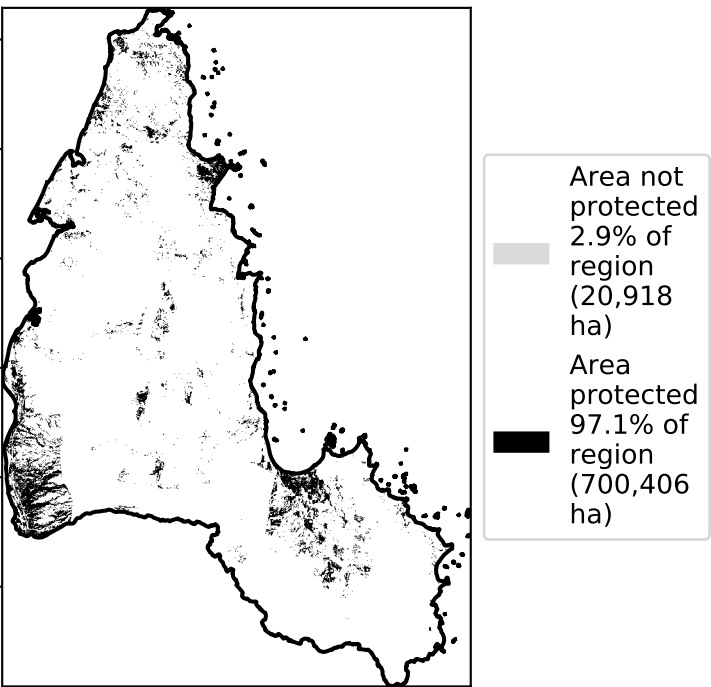 Area not
protected
2.9% of
region
(20,918
ha)
Area
protected
97.1% of
region
(700,406
ha)